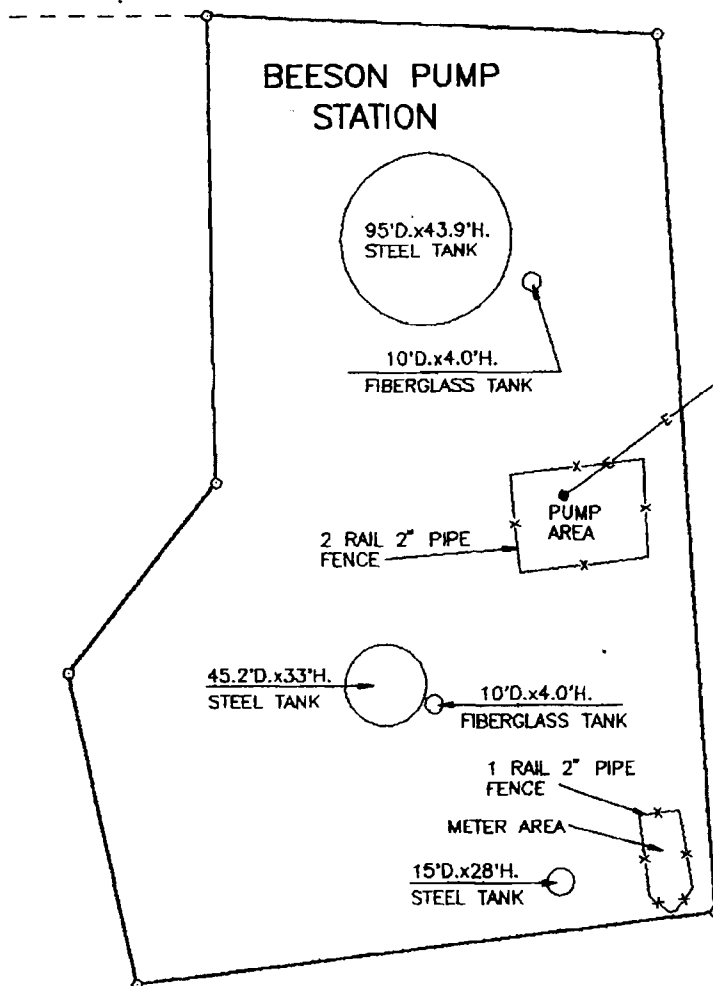 BEESON PUMP
STATION
95'D.x43.9'H.
STEEL TANK
10'D.x4.0'H.
FIBERGLASS TANK
E
E
PUMP
AREA
2 RAIL 2" PIPE
FENCE
45.2'D.x33'H.
STEEL TANK
10'D.x4.0'H.
FIBERGLASS TANK
1 RAIL 2" PIPE
FENCE
METER AREA
15'D.x28'H.
STEEL TANK